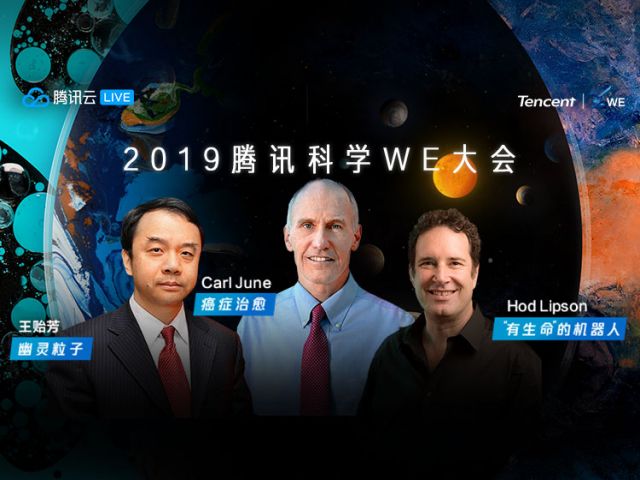 腾讯云 LIVE
Tencent | WE
2019腾讯科学WE大会
Carl June
癌症治愈
王贻芳
幽灵粒子
Hod Lipson
"有生命"的机器人